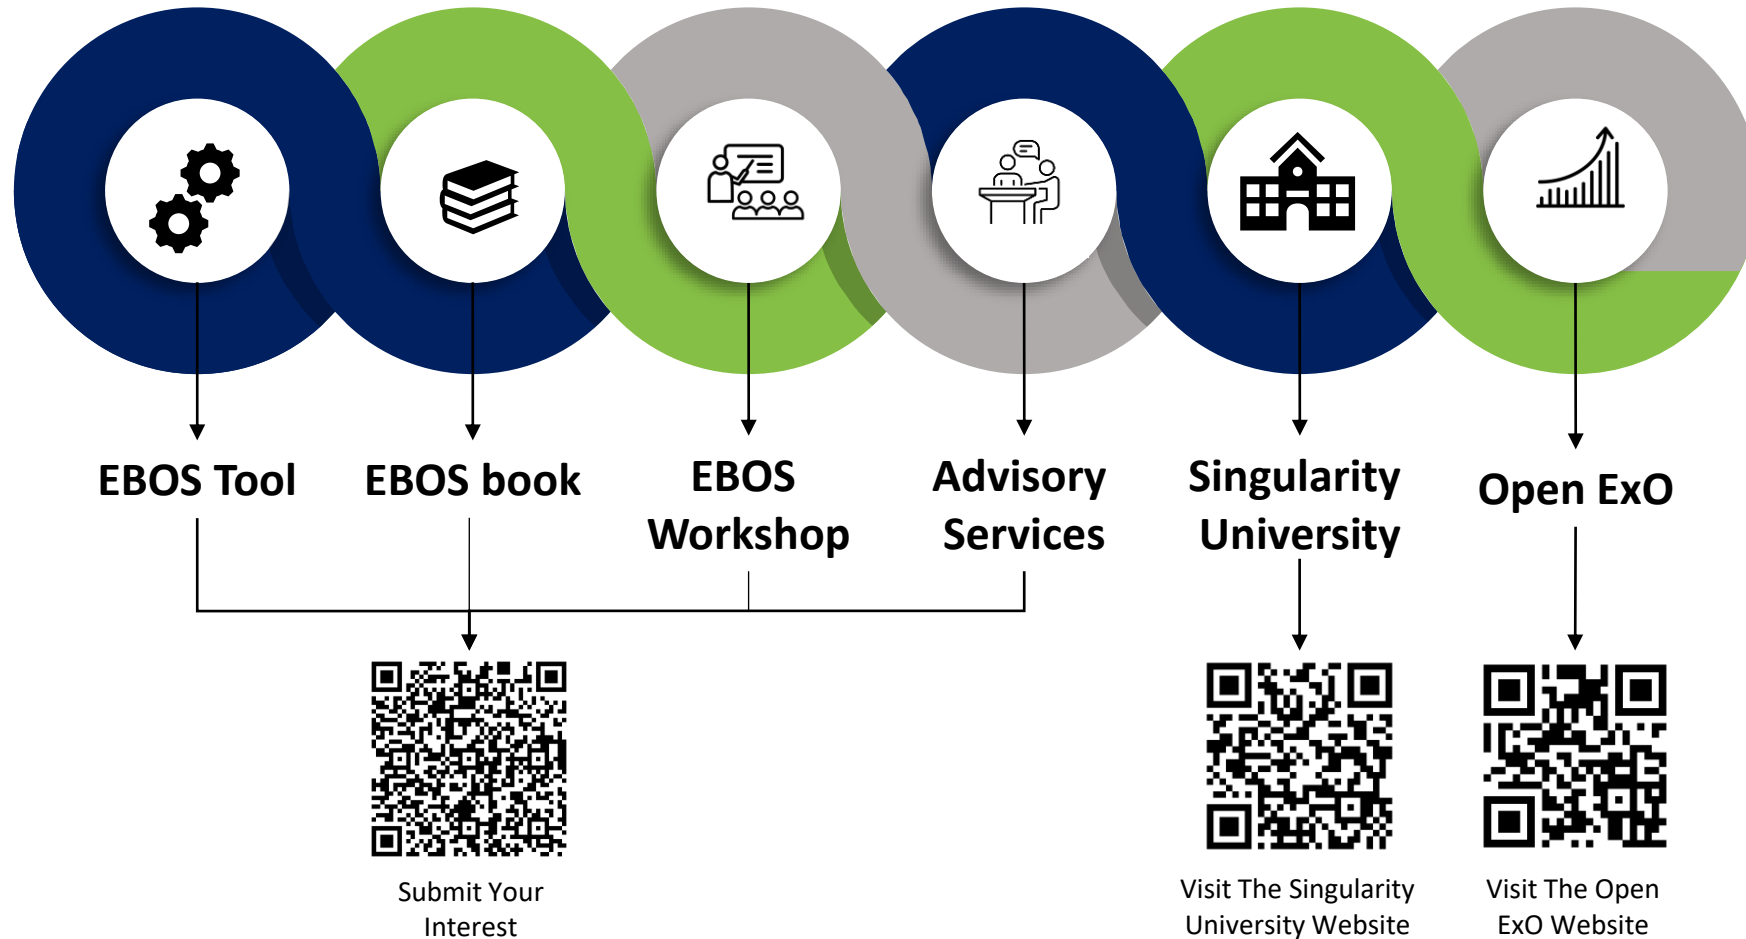 EBOS Tool
EBOS book
EBOS
Workshop
Advisory
Services
Singularity
University
Open ExO
Submit Your
Interest
Visit The Singularity
University Website
Visit The Open
ExO Website